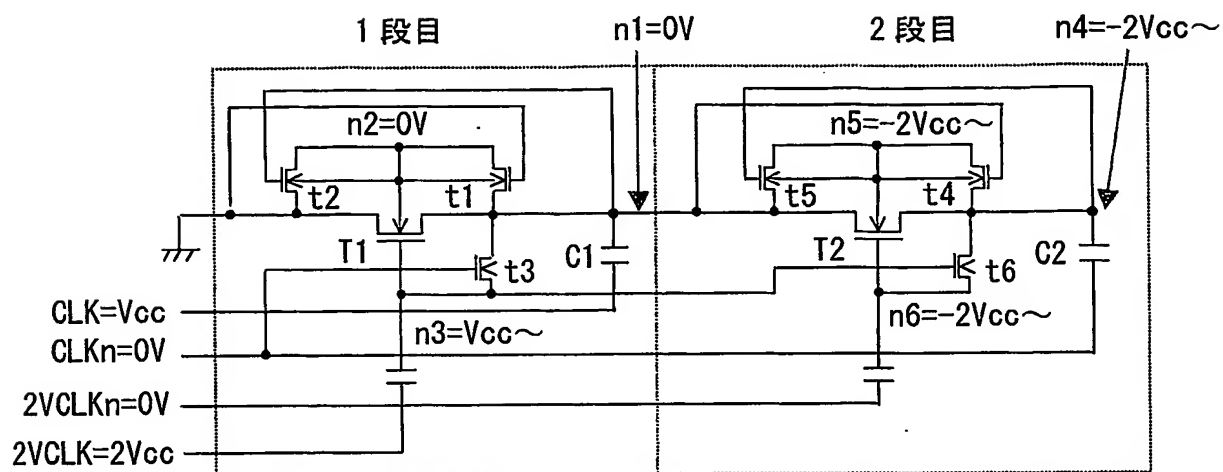 1段目
n1=0V
2段目
n4=-2Vcc～
n2=0V
n5=-2Vcc～
t2
t1
t5
t4
T1
t3
C1
T2
t6
C2
CLK=Vcc
n3=Vcc～
n6=-2Vcc～
CLKn=0V
2VCLKn=0V
2VCLK=2Vcc